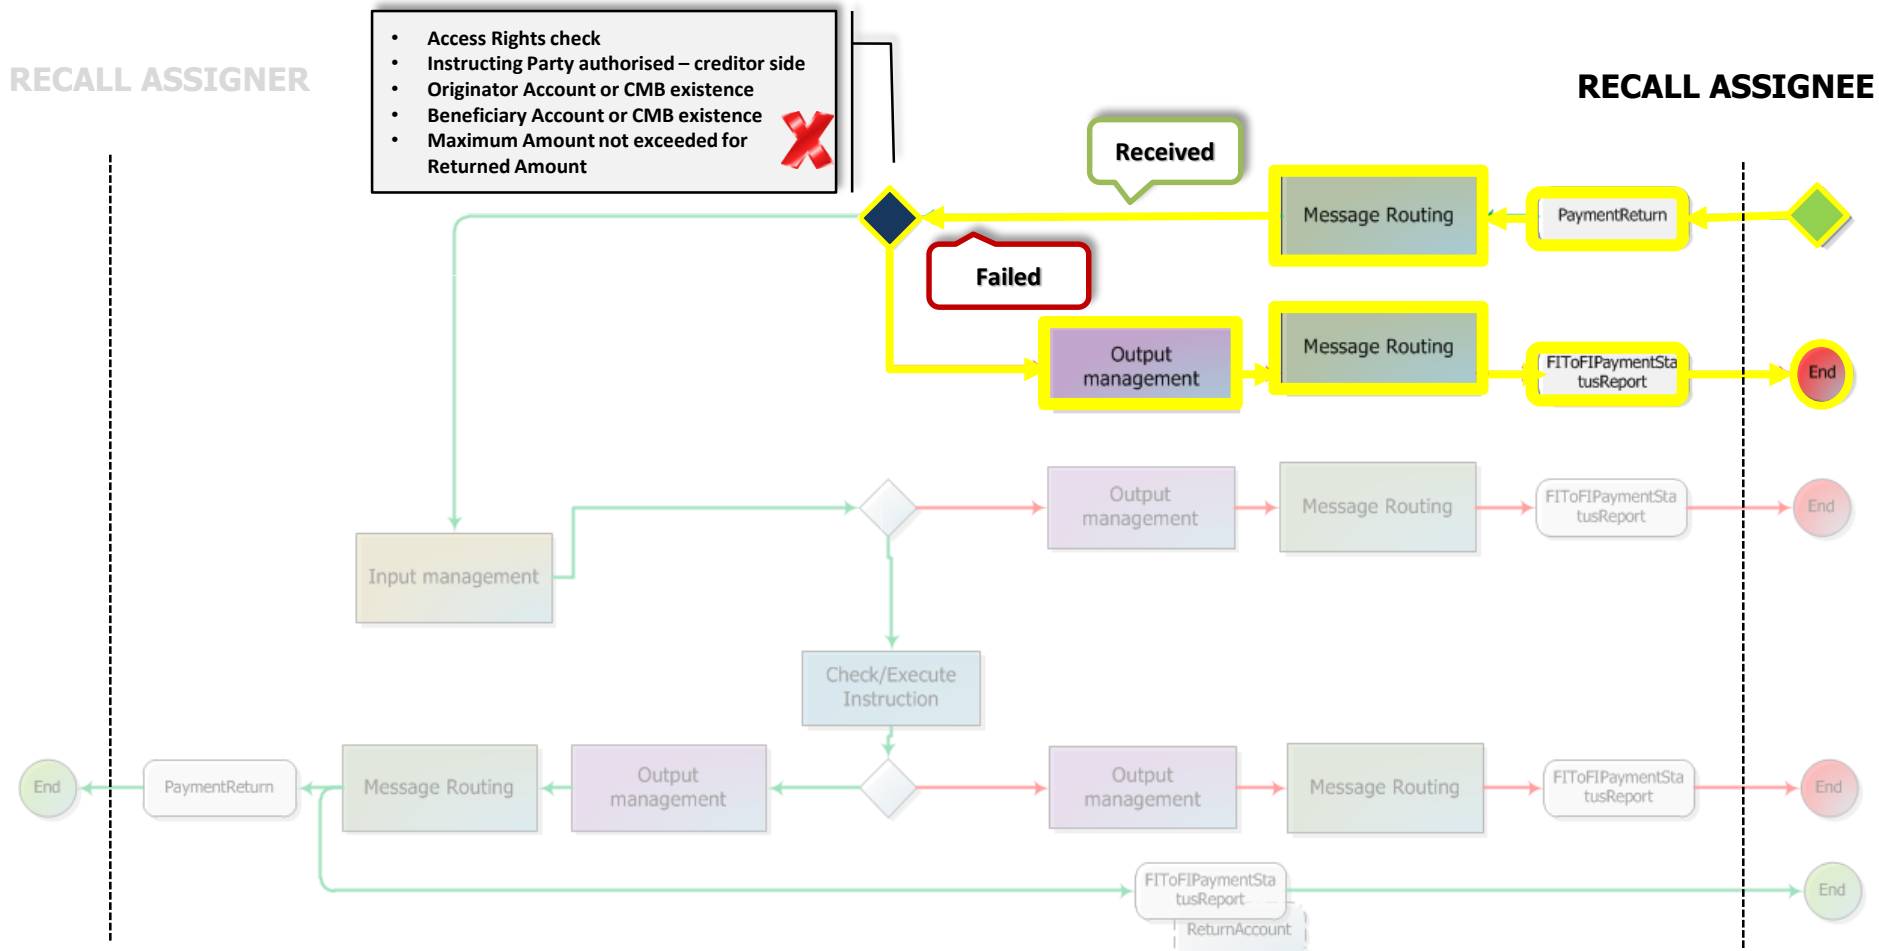 • Access Rights check
• Instructing Party authorised – creditor side
• Originator Account or CMB existence
• Beneficiary Account or CMB existence
• Maximum Amount not exceeded for
Returned Amount
RECALL ASSIGNER
RECALL ASSIGNEE
Received
Message Routing
PaymentReturn
Failed
Output
management
Message Routing
FIToFIPaymentSta
tusReport
End
Output
management
Message Routing
FIToFIPaymentSta
tusReport
End
Input management
Check/Execute
Instruction
End
PaymentReturn
Message Routing
Output
management
Output
management
Message Routing
FIToFIPaymentSta
tusReport
End
FIToFIPaymentSta
tusReport
End
ReturnAccount